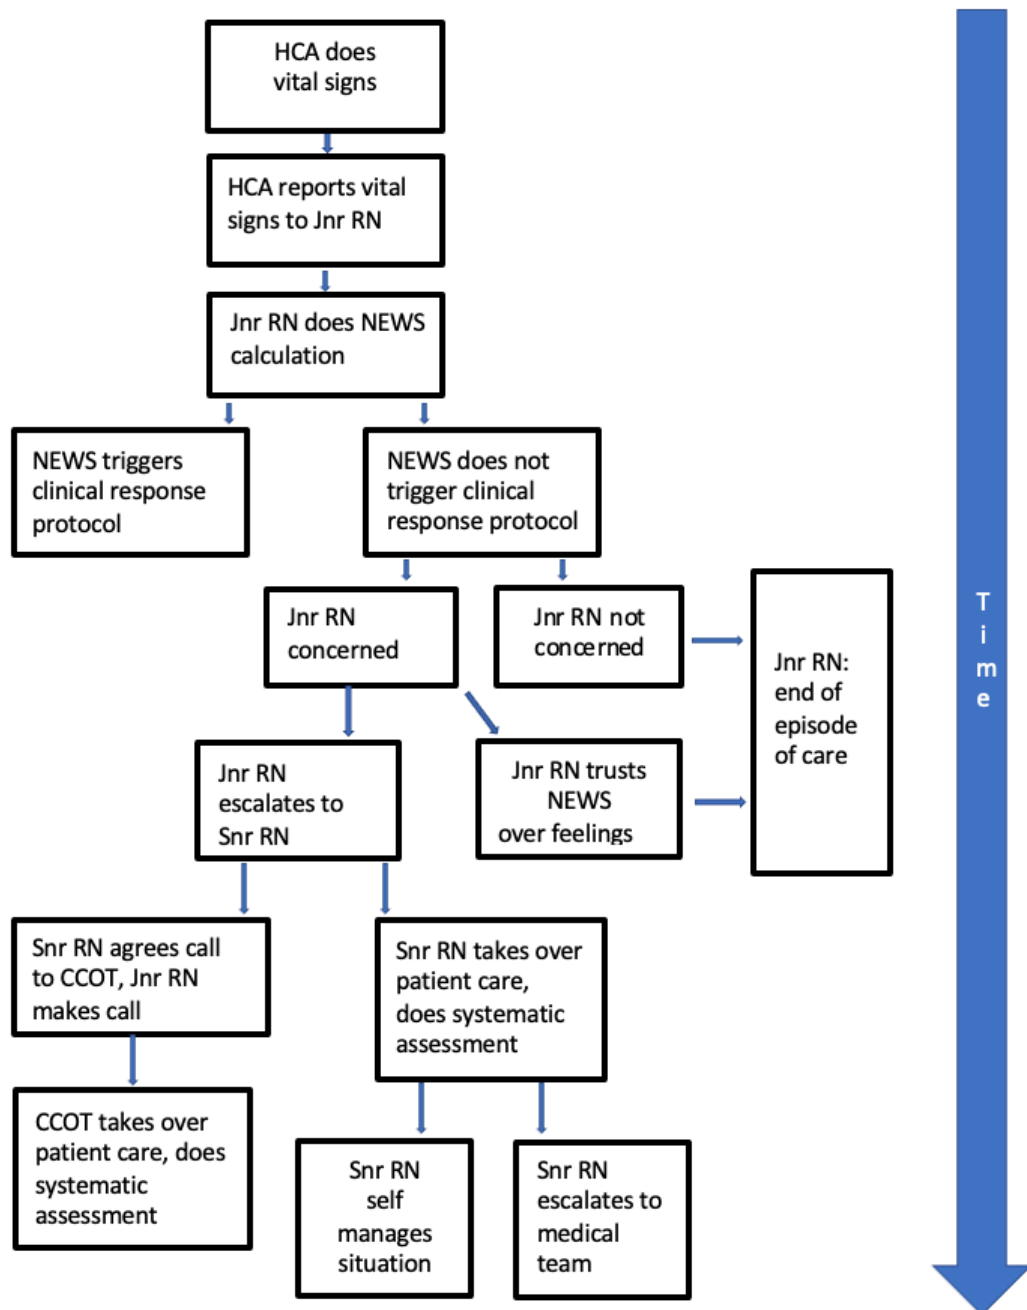 HCA does
vital signs
HCA reports vital
signs to Jnr RN
Jnr RN does NEWS
calculation
NEWS triggers
clinical response
protocol
NEWS does not
trigger clinical
response protocol
Jnr RN
concerned
Jnr RN not
concerned
Jnr RN:
end of
episode
of care
Jnr RN
escalates to
Snr RN
Jnr RN trusts
NEWS
over feelings
Snr RN agrees call
to CCOT, Jnr RN
makes call
Snr RN takes over
patient care,
does systematic
assessment
CCOT takes over
patient care, does
systematic
assessment
Snr RN
self
manages
situation
Snr RN
escalates to
medical
team
T
i
m
e